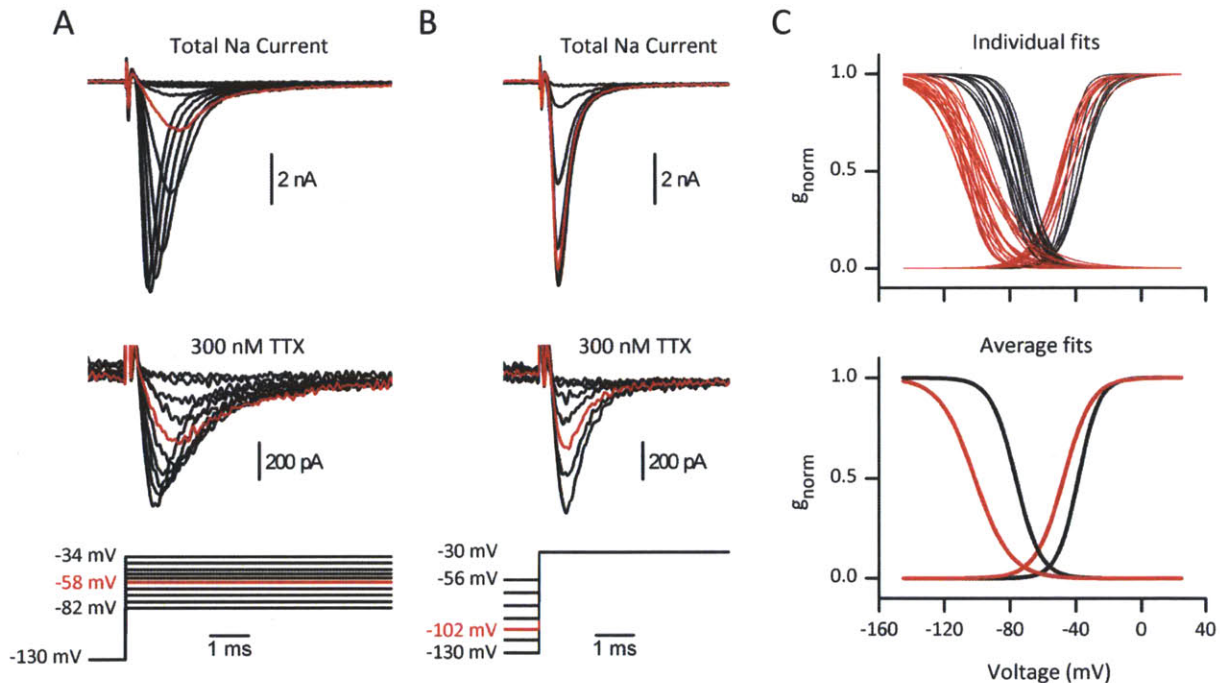 A
Total Na Current
2 nA
300 nM TTX
200 pA
-34 mV
-58 mV
-82 mV
-130 mV
1 ms
B
Total Na Current
2 nA
300 nM TTX
200 pA
-30 mV
-56 mV
-102 mV
-130 mV
1 ms
C
Individual fits
1.0
0.5
0.0
gnorm
Average fits
1.0
0.5
0.0
gnorm
-160 -120 -80 -40 0 40
Voltage (mV)